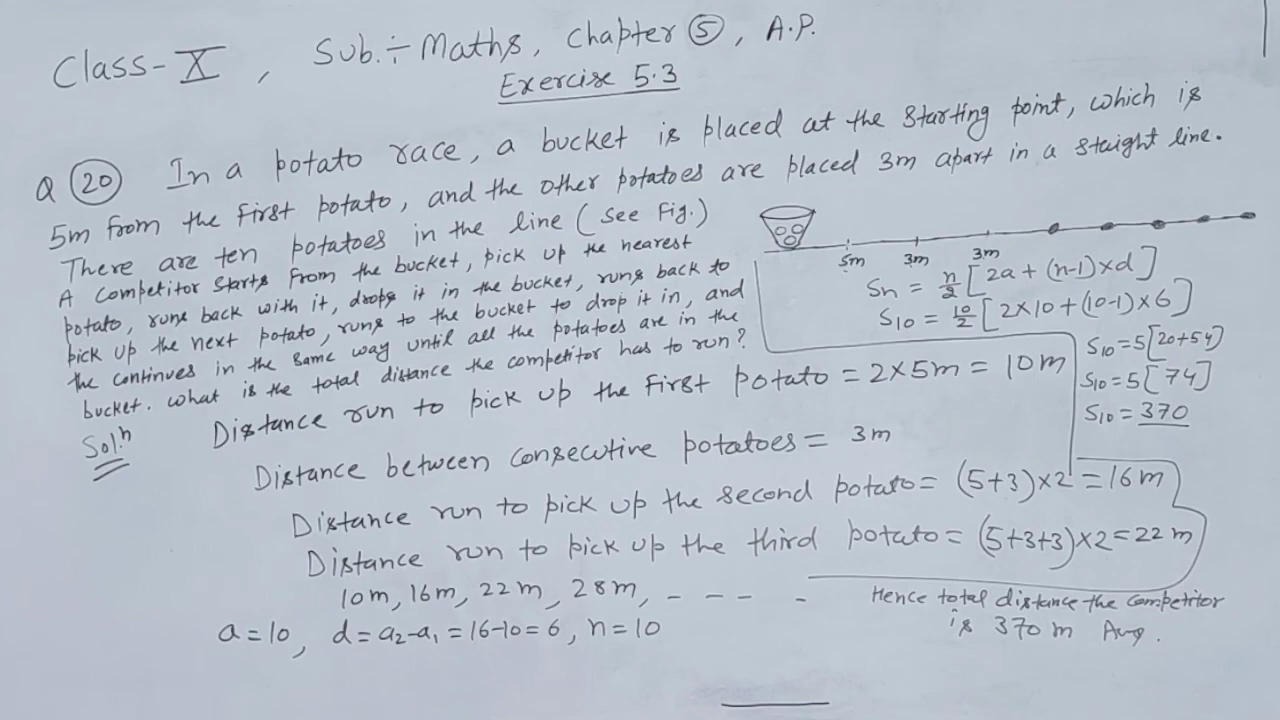 Class-X, Sub.÷Maths, Chapter ⑤, A.P.
Exercise 5.3
Q ⑳ In a potato race, a bucket is placed at the starting point, which is
5m from the first potato, and the other potatoes are placed 3m apart in a staight line.
There are ten potatoes in the line (See Fig.)
A Competitor starts from the bucket, pick up the nearest
potato, runs back with it, drops it in the bucket, runs back to
pick up the next potato, runs to the bucket to drop it in, and
the continues in the same way until all the potatoes are in the
bucket. what is the total distance the competitor has to run?
5m 3m 3m
Sn = n/2 [2a + (n-1)×d]
S10 = 10/2 [2×10+(10-1)×6]
S10=5[20+54]
S10=5[74]
S10=370
Sol.n Distance run to pick up the First potato = 2×5m = 10m
Distance between consecutive potatoes = 3m
Distance run to pick up the second potato= (5+3)×2 =16m
Distance run to pick up the third potato= (5+3+3)×2=22m
10m, 16m, 22m, 28m, - - - -
a=10, d=a2-a1=16-10=6, n=10
Hence total distance the competitor
is 370m Ans.